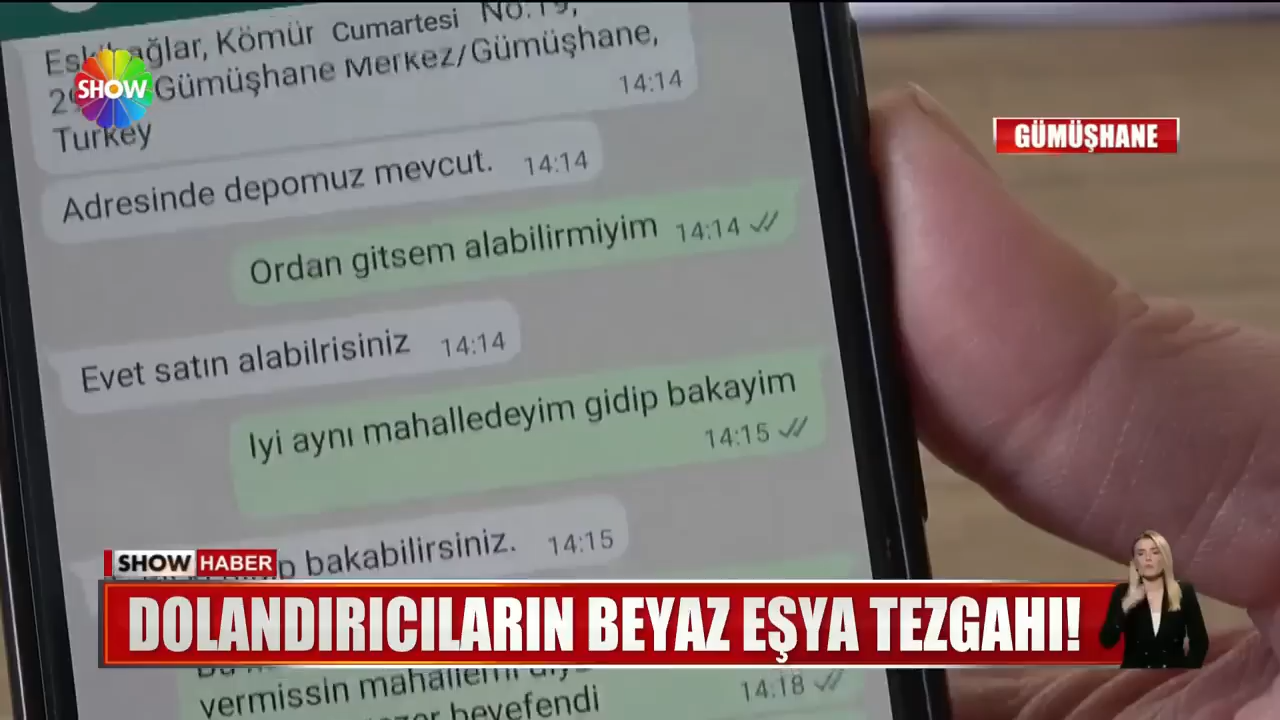 Kömür Cumartesi No:19,
Gümüşhane Merkez/Gümüşhane,
Turkey
14:14
SHOW
GÜMÜŞHANE
Adresinde depomuz mevcut. 14:14
Ordan gitsem alabilirmiyim 14:14
Evet satın alabilrisiniz 14:14
Iyi aynı mahalledeyim gidip bakayim
14:15
bakabilirsiniz. 14:15
SHOW HABER
DOLANDIRICILARIN BEYAZ EŞYA TEZGAHI!
vermissin
14:18
beyefendi